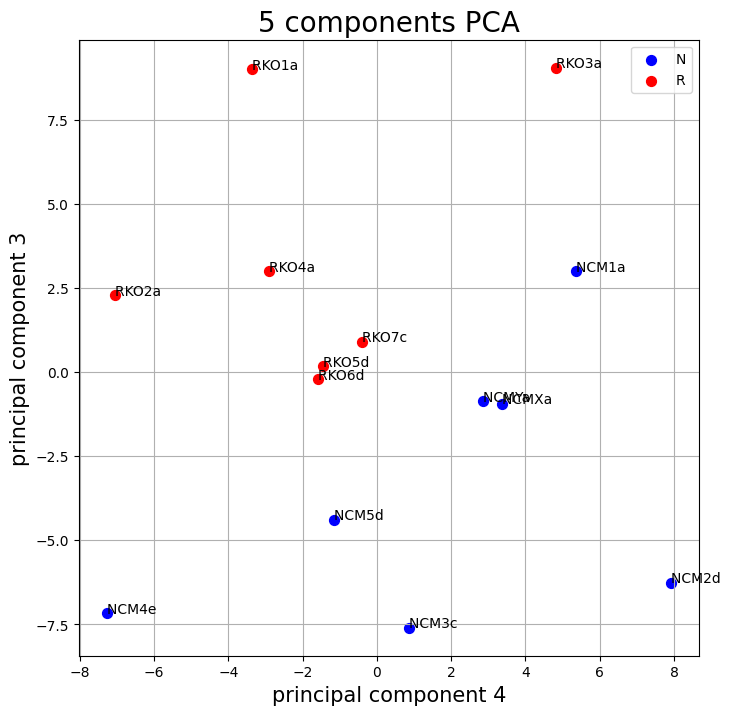 5 components PCA
N
R
RKO1a
RKO3a
NCM1a
RKO4a
RKO2a
RKO7c
RKO5d
RKO6d
NCMYa
NCMXa
NCM5d
NCM2d
NCM4e
NCM3c
7.5
5.0
2.5
0.0
−2.5
−5.0
−7.5
principal component 3
−8 −6 −4 −2 0 2 4 6 8
principal component 4